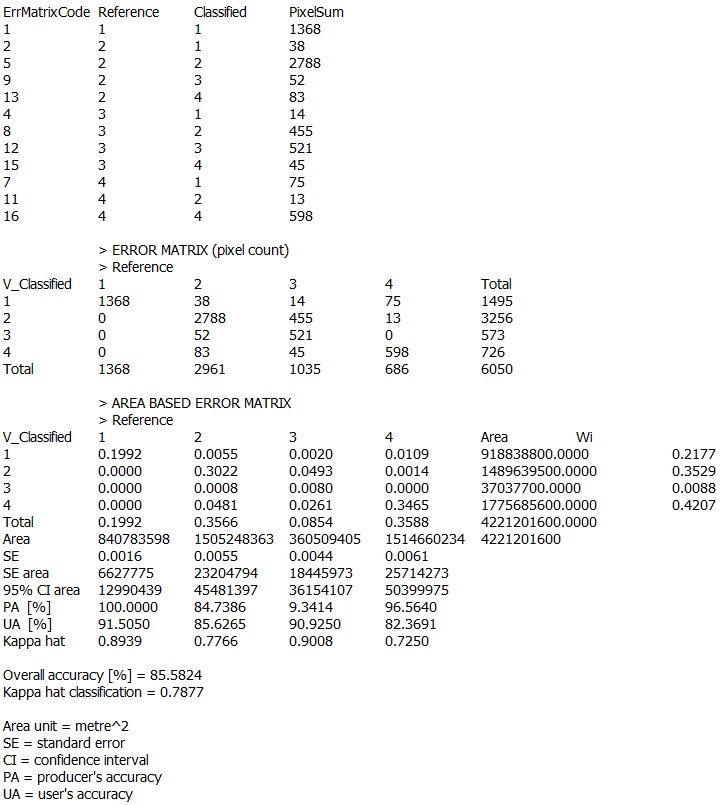 ErrMatrixCode Reference Classified PixelSum
1 1 1 1368
2 2 1 38
5 2 2 2788
9 2 3 52
13 2 4 83
4 3 1 14
8 3 2 455
12 3 3 521
15 3 4 45
7 4 1 75
11 4 2 13
16 4 4 598
> ERROR MATRIX (pixel count)
> Reference
V_Classified 1 2 3 4 Total
1 1368 38 14 75 1495
2 0 2788 455 13 3256
3 0 52 521 0 573
4 0 83 45 598 726
Total 1368 2961 1035 686 6050
> AREA BASED ERROR MATRIX
> Reference
V_Classified 1 2 3 4 Area Wi
1 0.1992 0.0055 0.0020 0.0109 918838800.0000 0.2177
2 0.0000 0.3022 0.0493 0.0014 1489639500.0000 0.3529
3 0.0000 0.0008 0.0080 0.0000 37037700.0000 0.0088
4 0.0000 0.0481 0.0261 0.3465 1775685600.0000 0.4207
Total 0.1992 0.3566 0.0854 0.3588 4221201600.0000
Area 840783598 1505248363 360509405 1514660234 4221201600
SE 0.0016 0.0055 0.0044 0.0061
SE area 6627775 23204794 18445973 25714273
95% CI area 12990439 45481397 36154107 50399975
PA [%] 100.0000 84.7386 9.3414 96.5640
UA [%] 91.5050 85.6265 90.9250 82.3691
Kappa hat 0.8939 0.7766 0.9008 0.7250
Overall accuracy [%] = 85.5824
Kappa hat classification = 0.7877
Area unit = metre^2
SE = standard error
CI = confidence interval
PA = producer's accuracy
UA = user's accuracy